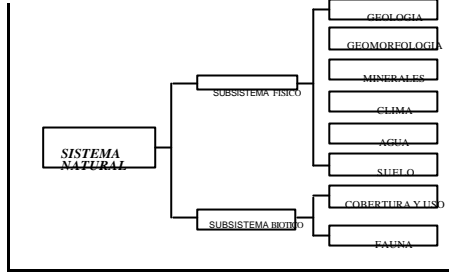 GEOLOGIA
GEOMORFOLOGIA
MINERALES
SUBSISTEMA FISICO
CLIMA
AGUA
SISTEMA
NATURAL
SUELO
COBERTURA Y USO
SUBSISTEMA BIOTICO
FAUNA